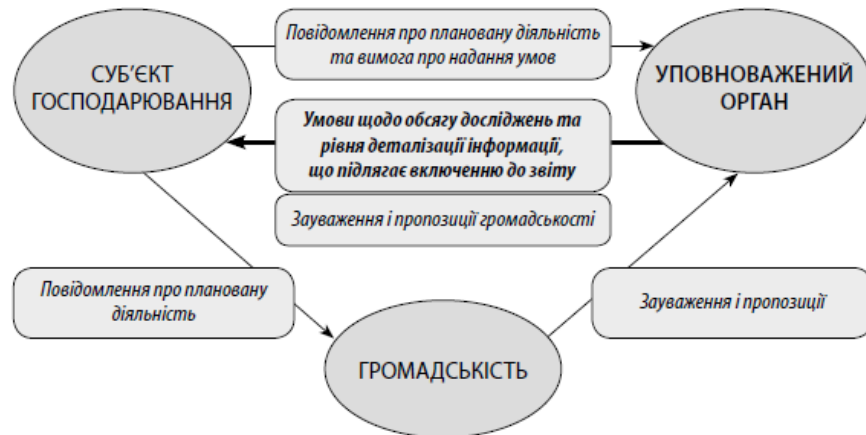 Повідомлення про плановану діяльність
та вимога про надання умов
СУБ’ЄКТ
ГОСПОДАРЮВАННЯ
УПОВНОВАЖЕНИЙ
ОРГАН
Умови щодо обсягу досліджень та
рівня деталізації інформації,
що підлягає включенню до звіту
Зауваження і пропозиції громадськості
Повідомлення про плановану
діяльність
Зауваження і пропозиції
ГРОМАДСЬКІСТЬ